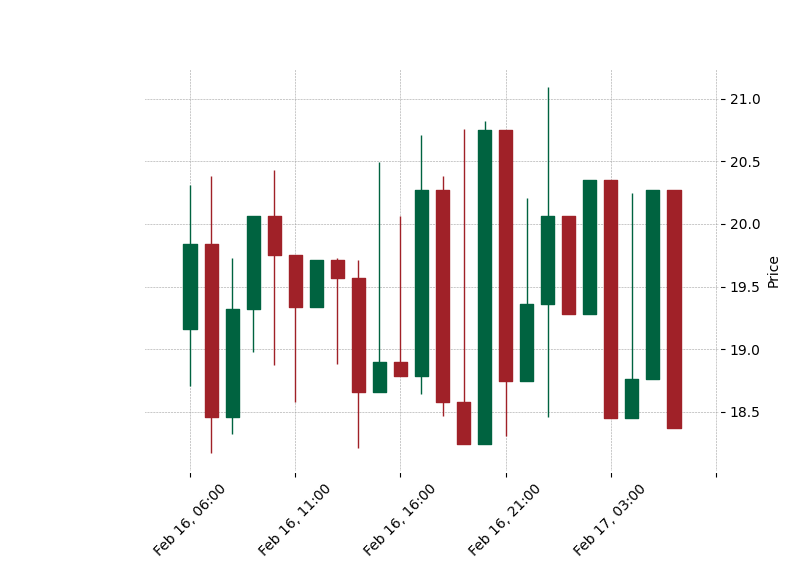 21.0
20.5
20.0
19.5
19.0
18.5
Price
Feb 16, 06:00
Feb 16, 11:00
Feb 16, 16:00
Feb 16, 21:00
Feb 17, 03:00